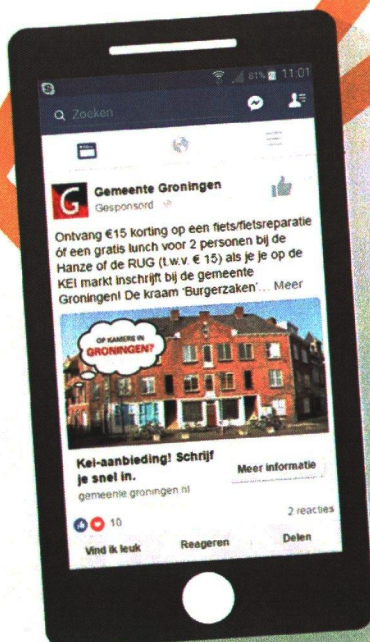 81% 11:01
Zoeken
G Gemeente Groningen
Gesponsord
Ontvang €15 korting op een fiets/fietsreparatie
óf een gratis lunch voor 2 personen bij de
Hanze of de RUG (t.w.v. € 15) als je je op de
KEI markt inschrijft bij de gemeente
Groningen! De kraam 'Burgerzaken'... Meer
OP KAMERS IN
GRONINGEN?
Kei-aanbieding! Schrijf
je snel in.
Meer informatie
gemeente.groningen.nl
10
2 reacties
Vind ik leuk Reageren Delen